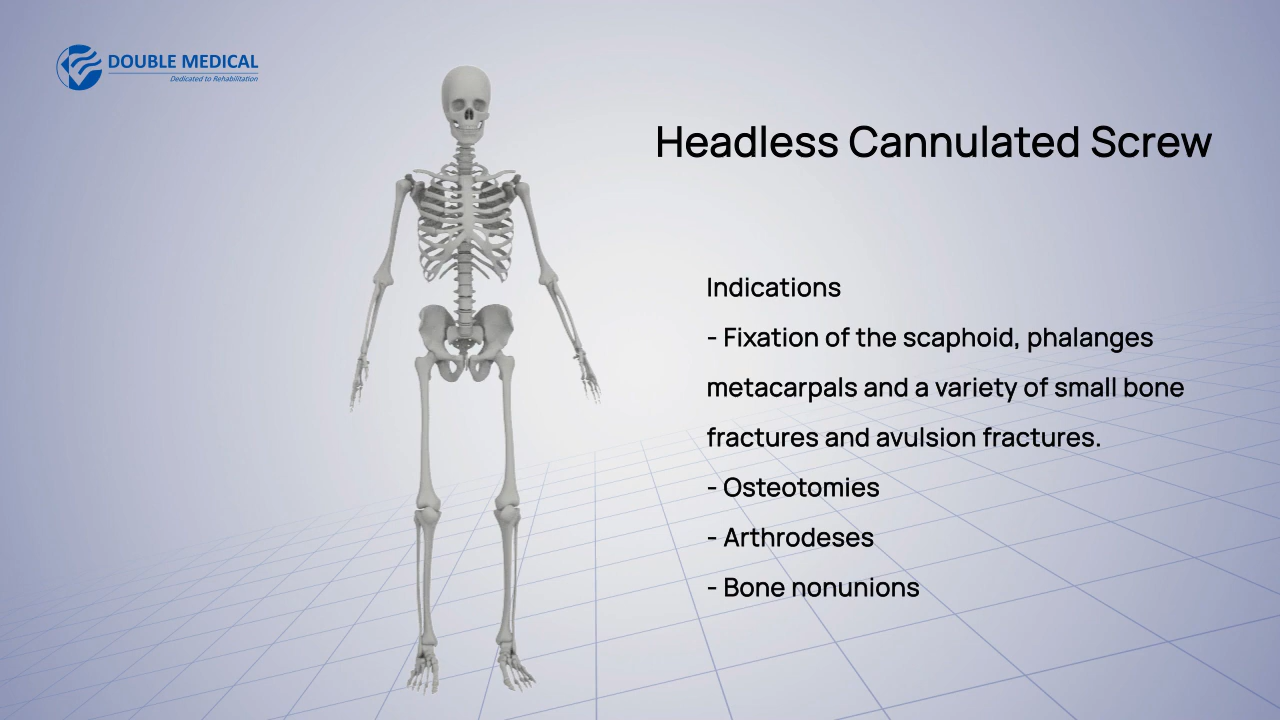 DOUBLE MEDICAL
Dedicated to Rehabilitation
Headless Cannulated Screw
Indications
- Fixation of the scaphoid, phalanges
metacarpals and a variety of small bone
fractures and avulsion fractures.
- Osteotomies
- Arthrodeses
- Bone nonunions